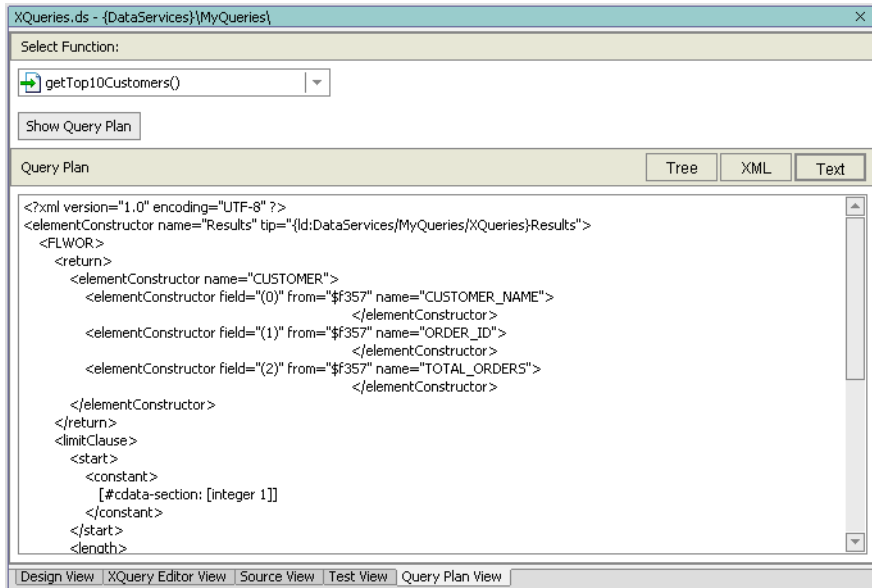 XQueries.ds - {DataServices}\MyQueries\
Select Function:
getTop10Customers()
Show Query Plan
Query Plan
Tree XML Text
<?xml version="1.0" encoding="UTF-8" ?>
<elementConstructor name="Results" tip="{ld:DataServices/MyQueries/XQueries}Results">
<FLWOR>
<return>
<elementConstructor name="CUSTOMER">
<elementConstructor field="(0)" from="$f357" name="CUSTOMER_NAME">
</elementConstructor>
<elementConstructor field="(1)" from="$f357" name="ORDER_ID">
</elementConstructor>
<elementConstructor field="(2)" from="$f357" name="TOTAL_ORDERS">
</elementConstructor>
</elementConstructor>
</return>
<limitClause>
<start>
<constant>
[#cdata-section: [integer 1]]
</constant>
</start>
<length>
Design View XQuery Editor View Source View Test View Query Plan View